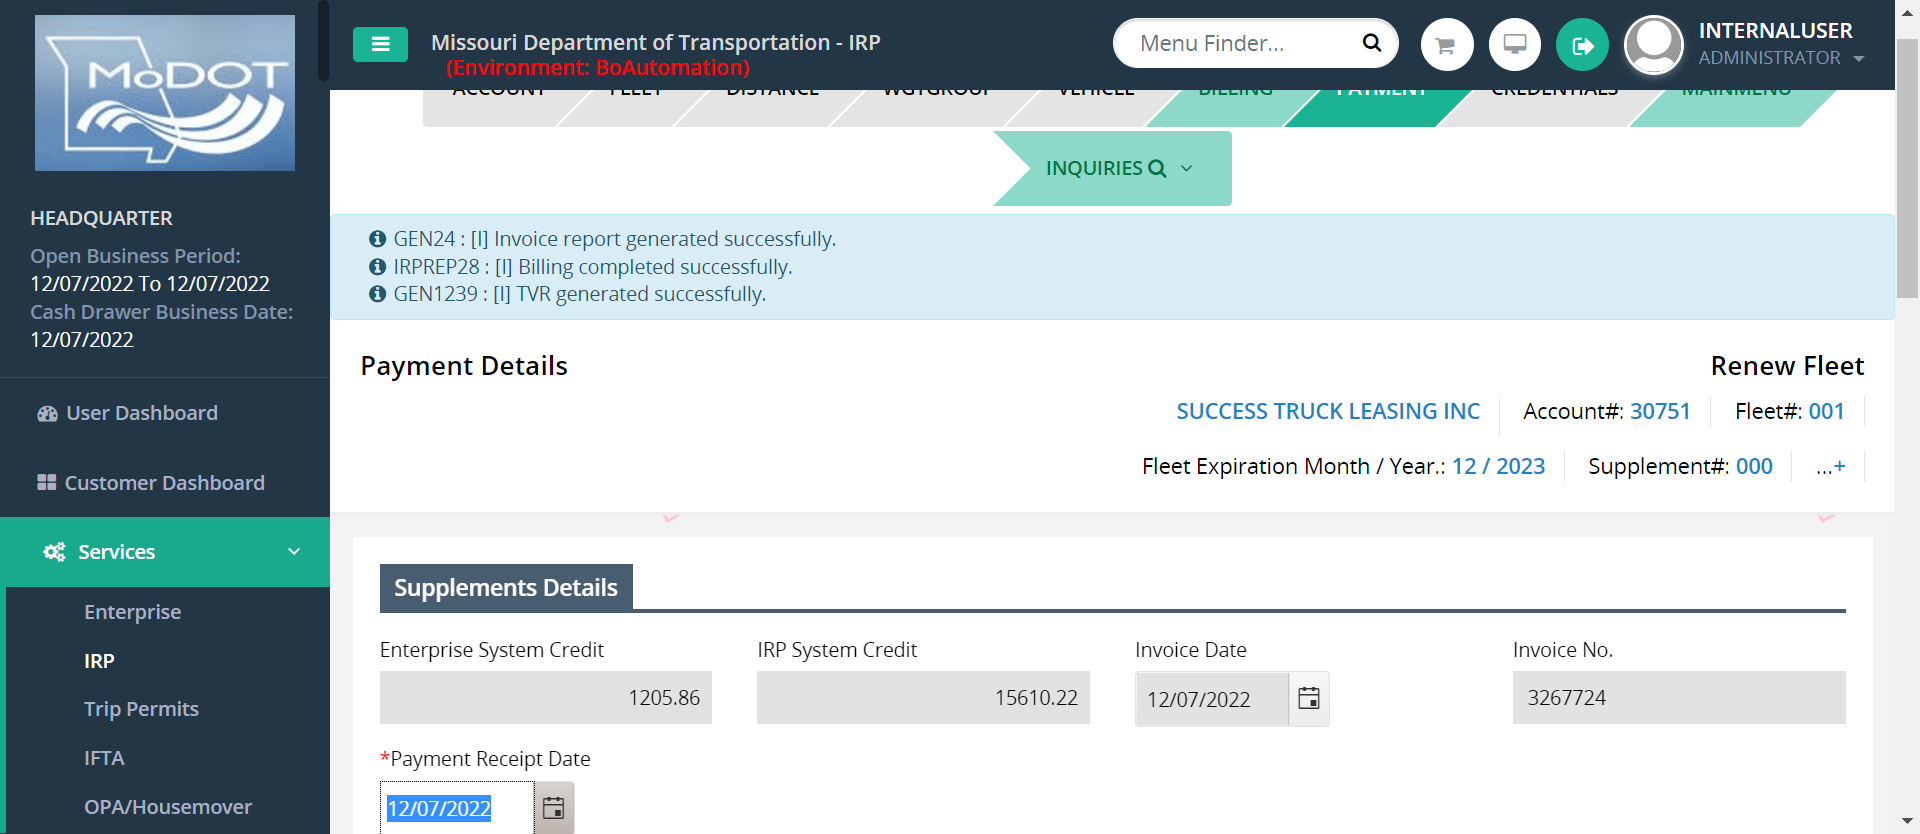 MoDOT
Missouri Department of Transportation - IRP
(Environment: BoAutomation)
Menu Finder...
INTERNALUSER
ADMINISTRATOR
ACCOUNT FLEET DISTANCE WGTGROUP VEHICLE BILLING PAYMENT CREDENTIALS MAINMENU
INQUIRIES
HEADQUARTER
Open Business Period:
12/07/2022 To 12/07/2022
Cash Drawer Business Date:
12/07/2022
User Dashboard
Customer Dashboard
Services
Enterprise
IRP
Trip Permits
IFTA
OPA/Housemover
GEN24 : [I] Invoice report generated successfully.
IRPREP28 : [I] Billing completed successfully.
GEN1239 : [I] TVR generated successfully.
Payment Details
Renew Fleet
SUCCESS TRUCK LEASING INC Account#: 30751 Fleet#: 001
Fleet Expiration Month / Year.: 12 / 2023 Supplement#: 000 ...+
Supplements Details
Enterprise System Credit IRP System Credit Invoice Date Invoice No.
1205.86 15610.22 12/07/2022 3267724
*Payment Receipt Date
12/07/2022